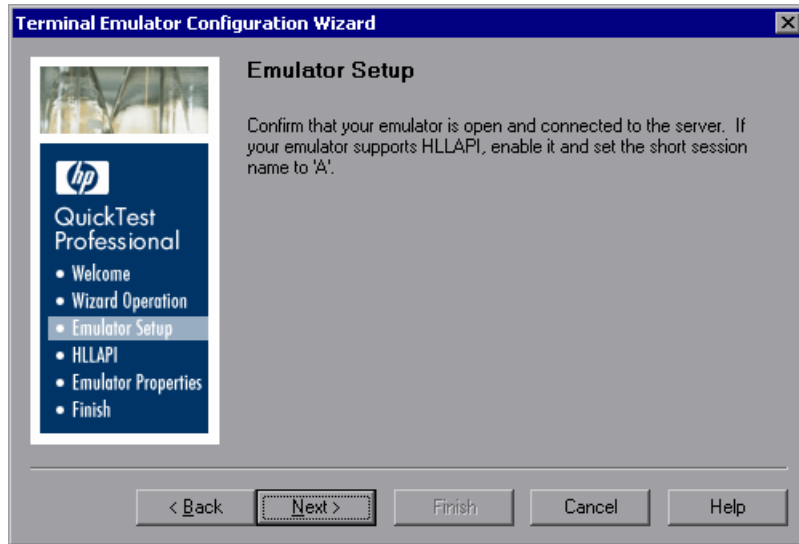 Terminal Emulator Configuration Wizard
Emulator Setup
Confirm that your emulator is open and connected to the server. If
your emulator supports HLLAPI, enable it and set the short session
name to 'A'.
hp
QuickTest
Professional
• Welcome
• Wizard Operation
• Emulator Setup
• HLLAPI
• Emulator Properties
• Finish
< Back Next > Finish Cancel Help